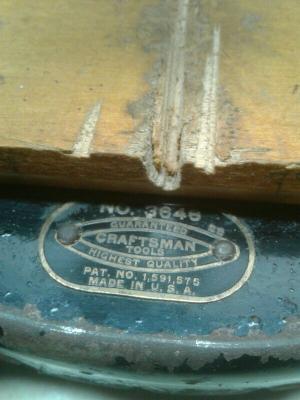 NO. 3646
GUARANTEED
CRAFTSMAN
TOOLS
HIGHEST QUALITY
PAT. NO. 1,591,575
MADE IN U.S.A.